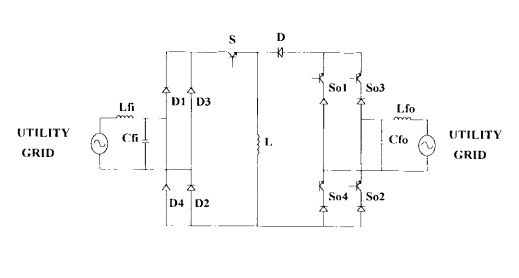 S
D
D1
D3
So1
So3
Lfi
Lfo
UTILITY
GRID
Cfi
L
Cfo
UTILITY
GRID
D4
D2
So4
So2